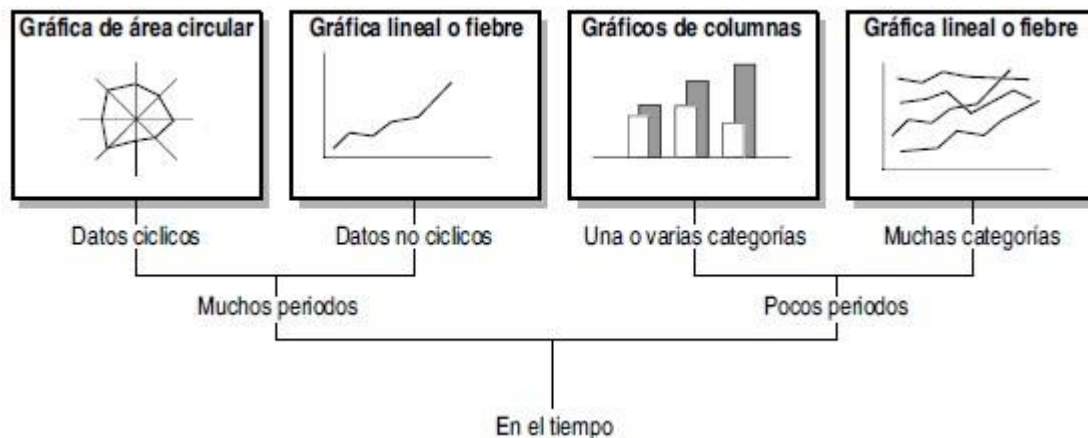 Gráfica de área circular
Gráfica lineal o fiebre
Gráficos de columnas
Gráfica lineal o fiebre
Datos ciclicos
Datos no ciclicos
Una o varias categorías
Muchas categorías
Muchos periodos
Pocos periodos
En el tiempo